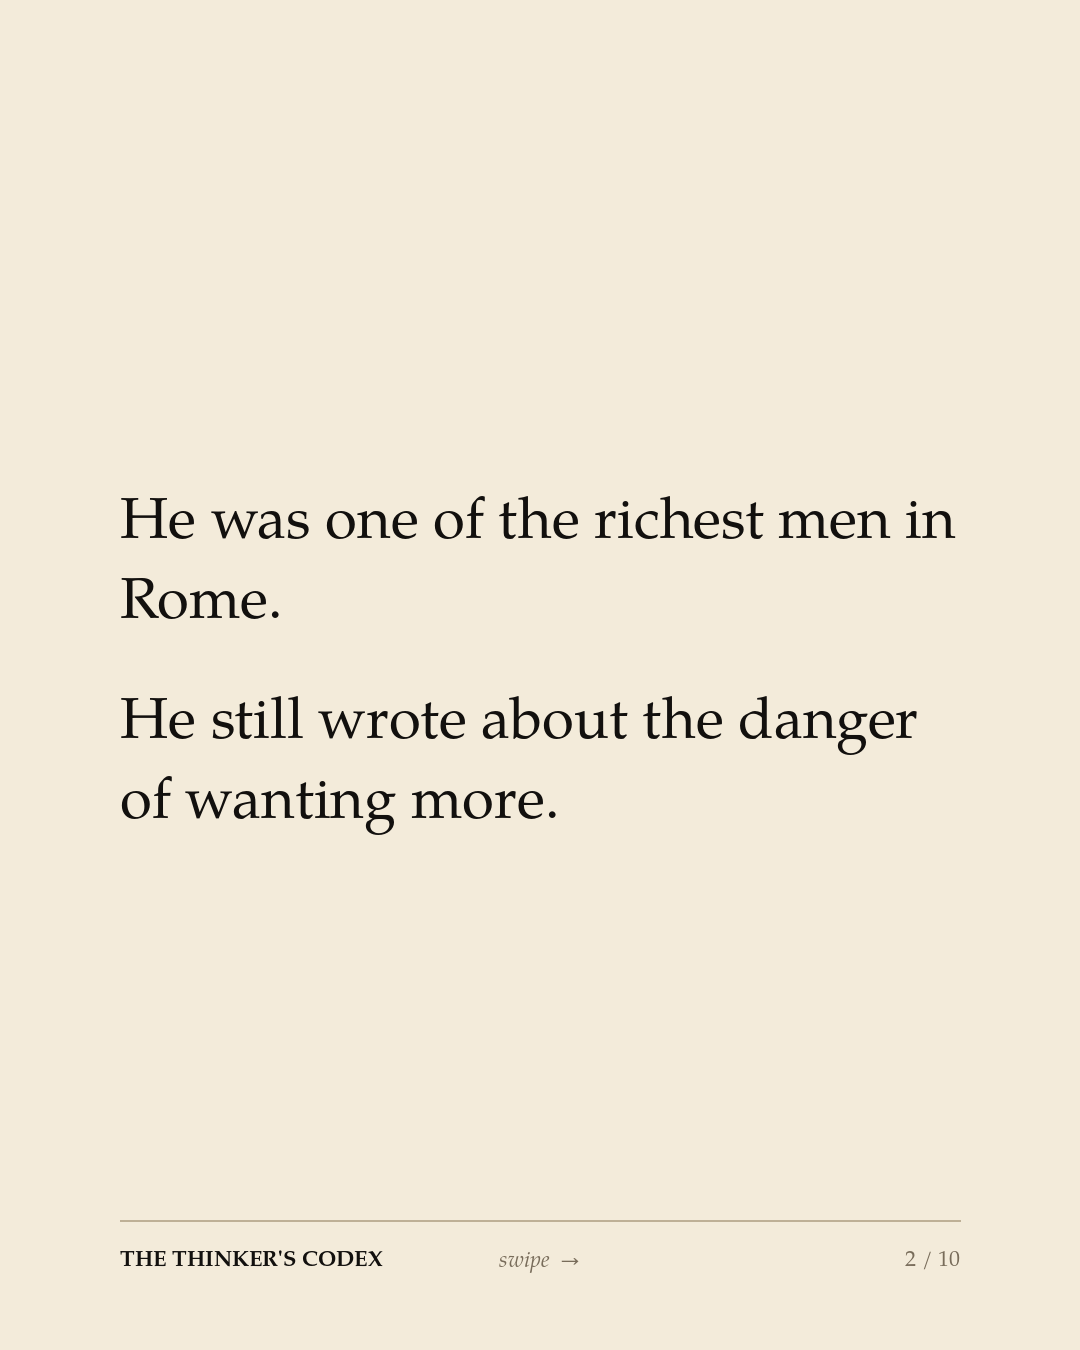 He was one of the richest men in
Rome.
He still wrote about the danger
of wanting more.
THE THINKER'S CODEX swipe → 2 / 10